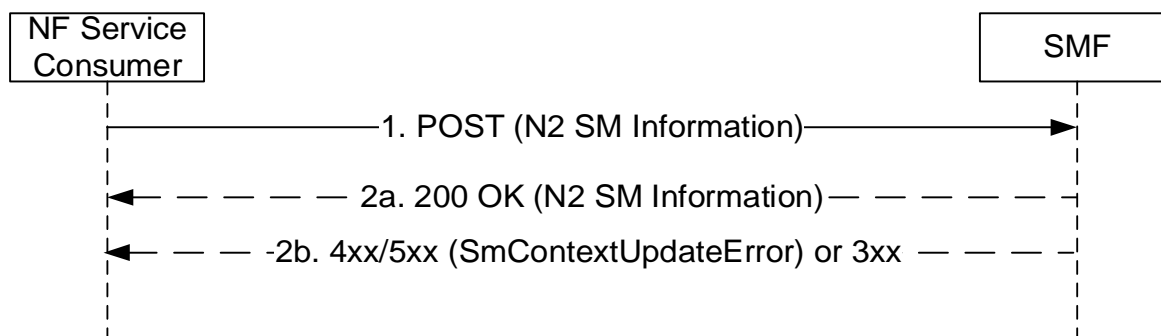 NF Service
Consumer
SMF
1. POST (N2 SM Information)
2a. 200 OK (N2 SM Information)
2b. 4xx/5xx (SmContextUpdateError) or 3xx